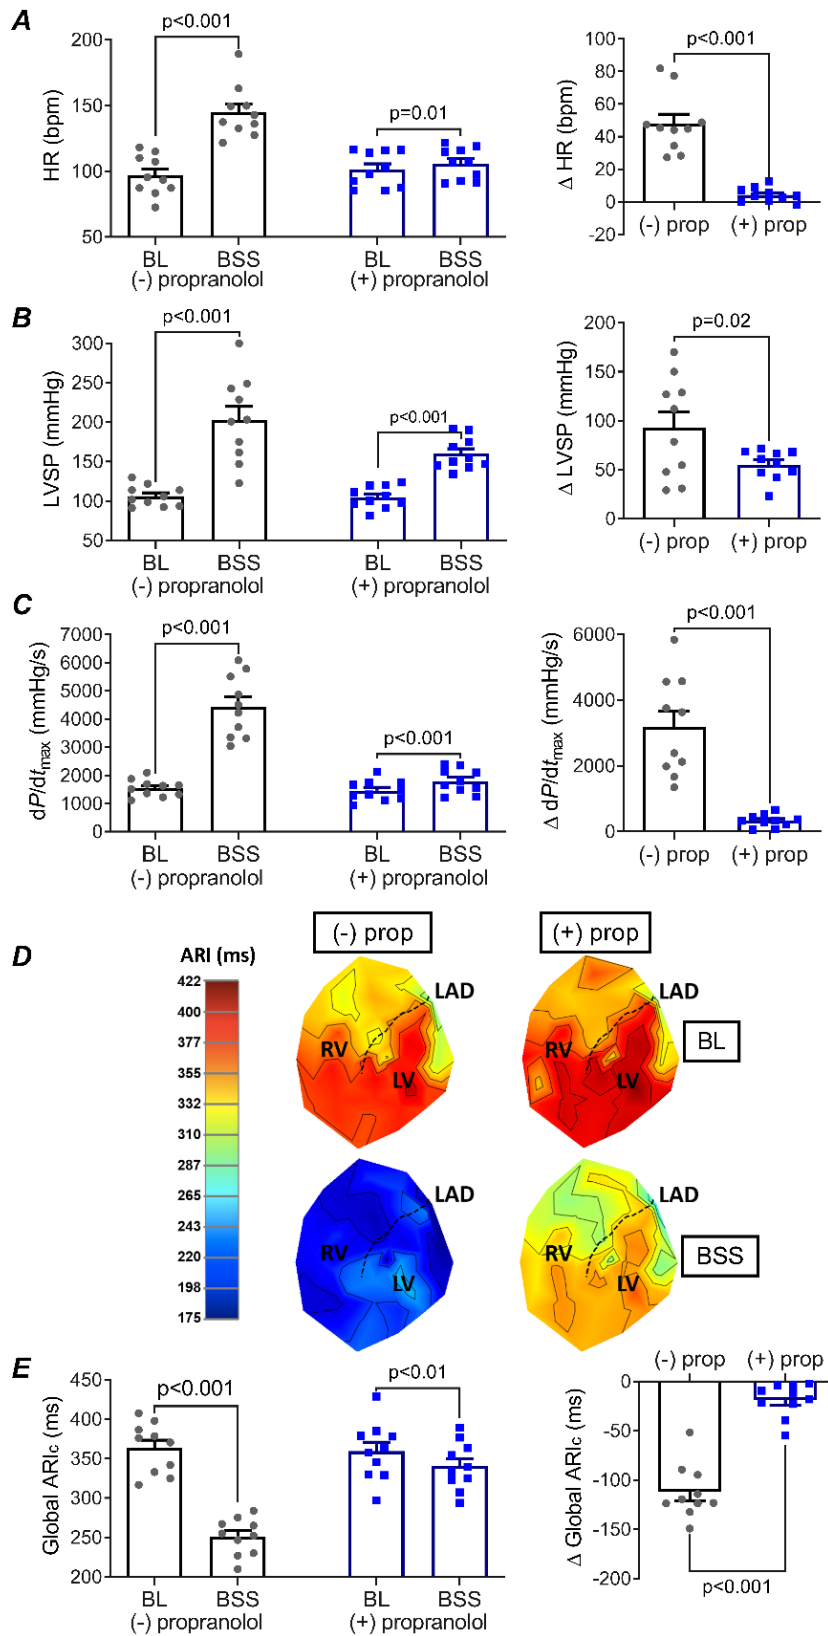 A
p<0.001
p=0.01
HR (bpm)
200
150
100
50
BL
BSS
BL
BSS
(-) propranolol
(+) propranolol
p<0.001
Δ HR (bpm)
100
80
60
40
20
0
-20
(-) prop
(+) prop
B
p<0.001
p<0.001
LVSP (mmHg)
300
250
200
150
100
50
BL
BSS
BL
BSS
(-) propranolol
(+) propranolol
p=0.02
Δ LVSP (mmHg)
200
150
100
50
0
(-) prop
(+) prop
C
p<0.001
p<0.001
dP/dtmax (mmHg/s)
7000
6000
5000
4000
3000
2000
1000
0
BL
BSS
BL
BSS
(-) propranolol
(+) propranolol
p<0.001
Δ dP/dtmax (mmHg/s)
6000
4000
2000
0
(-) prop
(+) prop
D
ARI (ms)
422
400
377
355
332
310
287
265
243
220
198
175
(-) prop
(+) prop
LAD
RV
LV
LAD
RV
LV
BL
LAD
RV
LV
LAD
RV
LV
BSS
E
p<0.001
p<0.01
Global ARIc (ms)
450
400
350
300
250
200
BL
BSS
BL
BSS
(-) propranolol
(+) propranolol
(-) prop
(+) prop
Δ Global ARIc (ms)
0
-50
-100
-150
-200
p<0.001